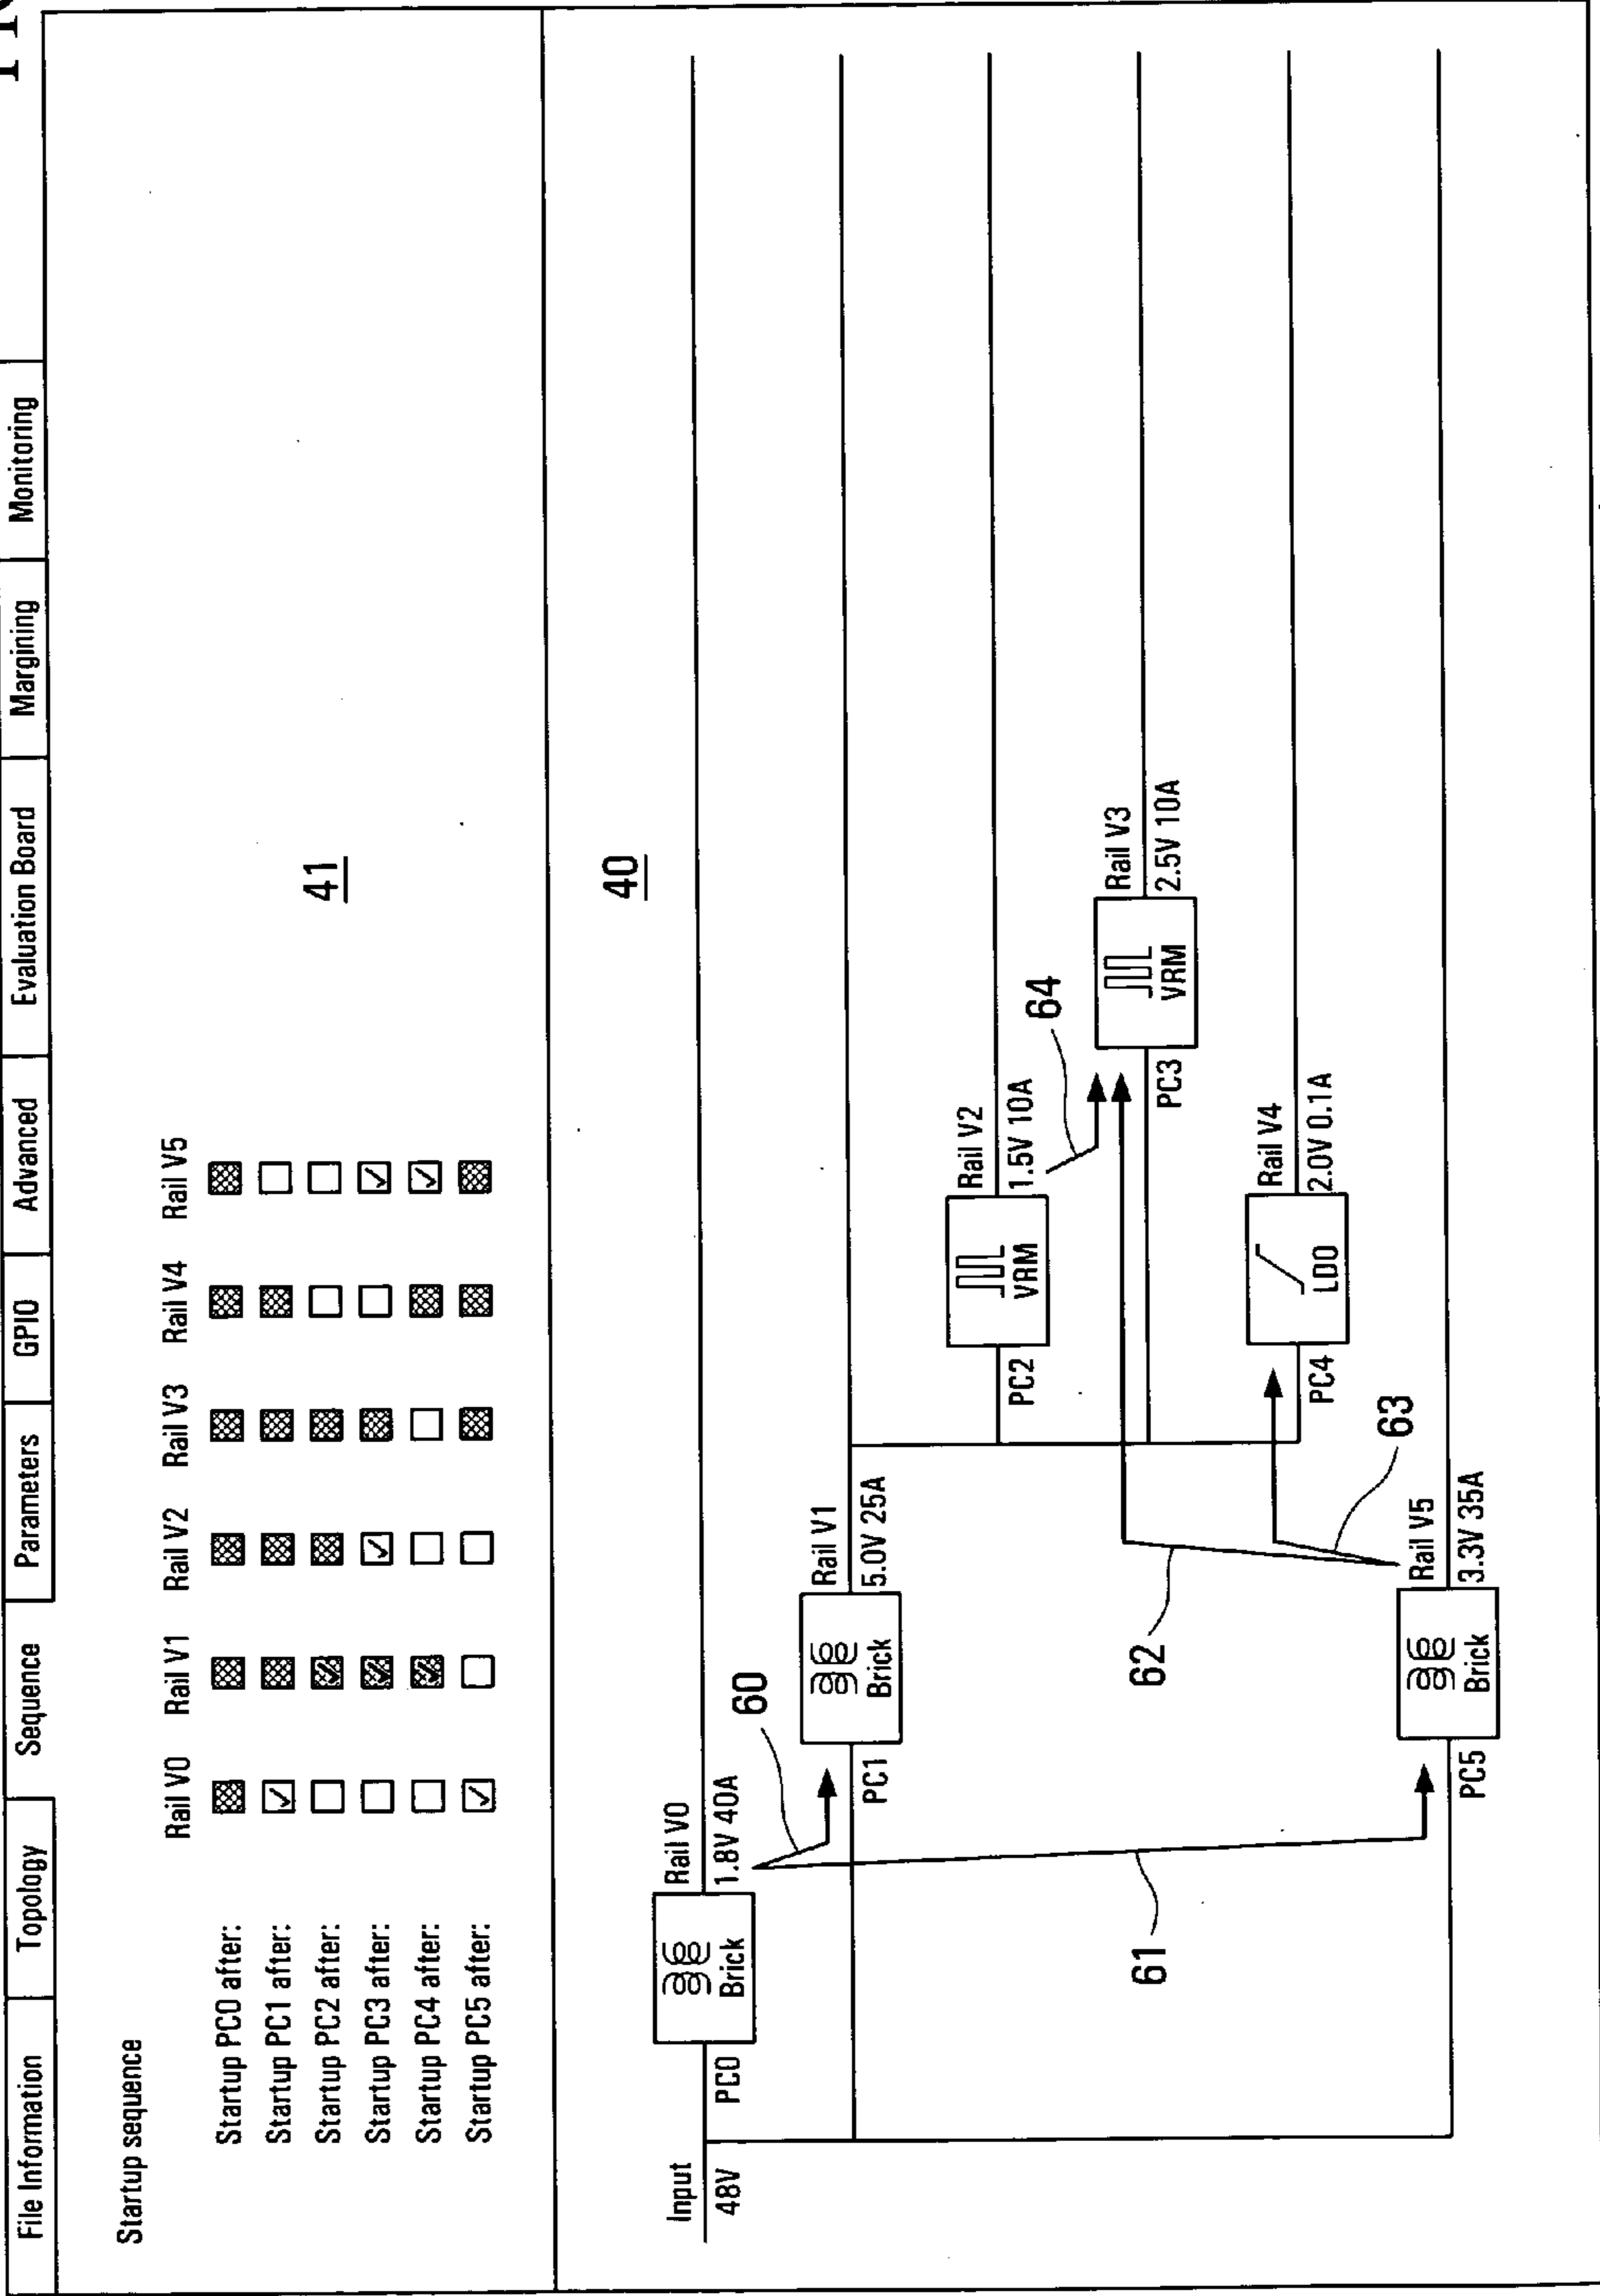 File Information Topology Sequence Parameters GPIO Advanced Evaluation Board Margining Monitoring
Startup sequence
Rail V0 Rail V1 Rail V2 Rail V3 Rail V4 Rail V5
Startup PC0 after:
Startup PC1 after:
Startup PC2 after:
Startup PC3 after:
Startup PC4 after:
Startup PC5 after:
41
40
Input
48V
PC0
Brick
Rail V0
1.8V 40A
60
PC1
Brick
Rail V1
5.0V 25A
PC2
VRM
Rail V2
1.5V 10A
64
PC3
VRM
Rail V3
2.5V 10A
PC4
LDO
Rail V4
2.0V 0.1A
61
62
63
PC5
Brick
Rail V5
3.3V 35A